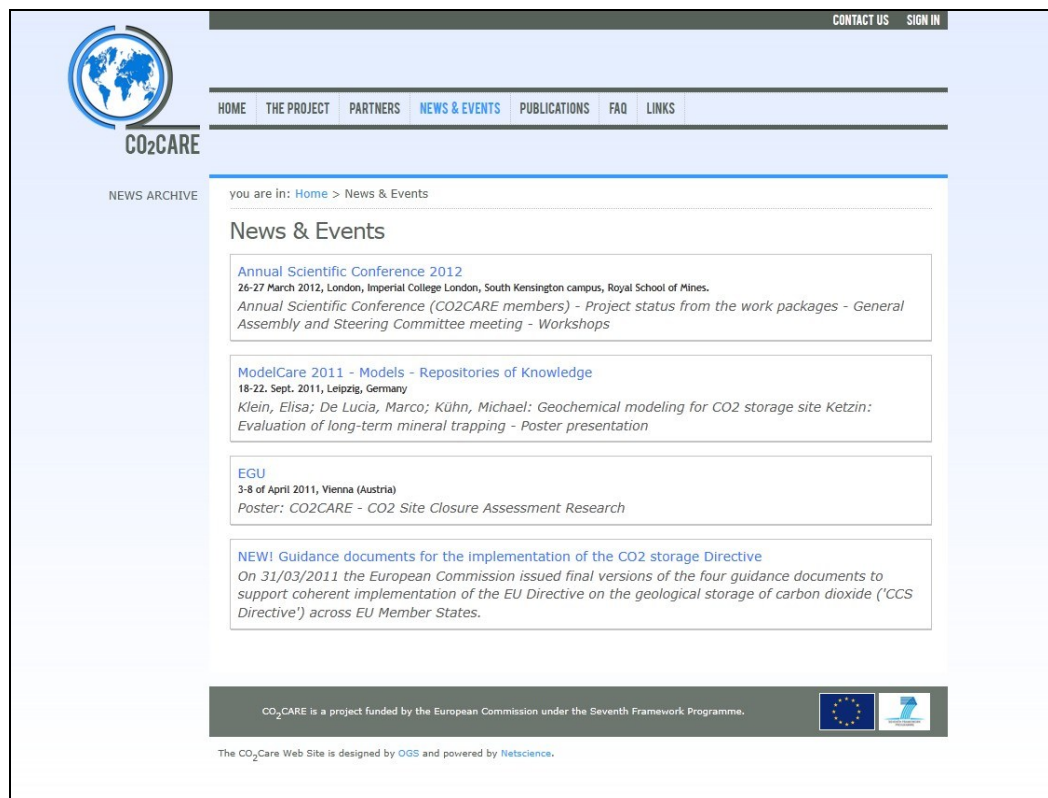 CONTACT US SIGN IN
HOME THE PROJECT PARTNERS NEWS & EVENTS PUBLICATIONS FAQ LINKS
CO2CARE
NEWS ARCHIVE
you are in: Home > News & Events
News & Events
Annual Scientific Conference 2012
26-27 March 2012, London, Imperial College London, South Kensington campus, Royal School of Mines.
Annual Scientific Conference (CO2CARE members) - Project status from the work packages - General
Assembly and Steering Committee meeting - Workshops
ModelCare 2011 - Models - Repositories of Knowledge
18-22. Sept. 2011, Leipzig, Germany
Klein, Elisa; De Lucia, Marco; Kühn, Michael: Geochemical modeling for CO2 storage site Ketzin:
Evaluation of long-term mineral trapping - Poster presentation
EGU
3-8 of April 2011, Vienna (Austria)
Poster: CO2CARE - CO2 Site Closure Assessment Research
NEW! Guidance documents for the implementation of the CO2 storage Directive
On 31/03/2011 the European Commission issued final versions of the four guidance documents to
support coherent implementation of the EU Directive on the geological storage of carbon dioxide ('CCS
Directive') across EU Member States.
CO2CARE is a project funded by the European Commission under the Seventh Framework Programme.
The CO2Care Web Site is designed by OGS and powered by Netscience.